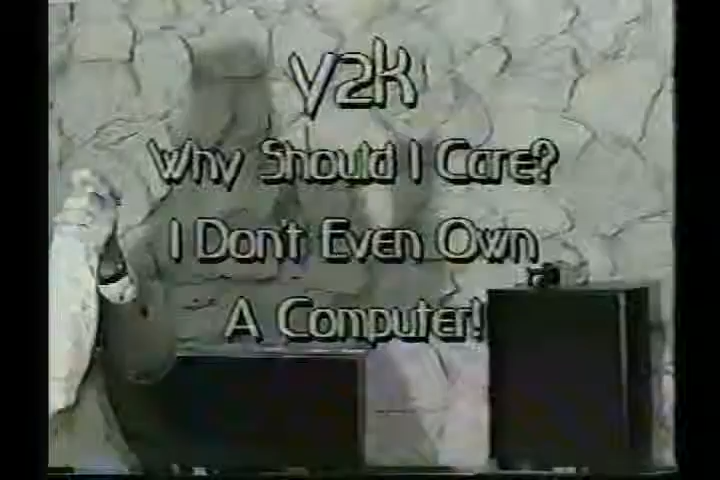 Y2K
Why Should I Care?
I Don't Even Own
A Computer!